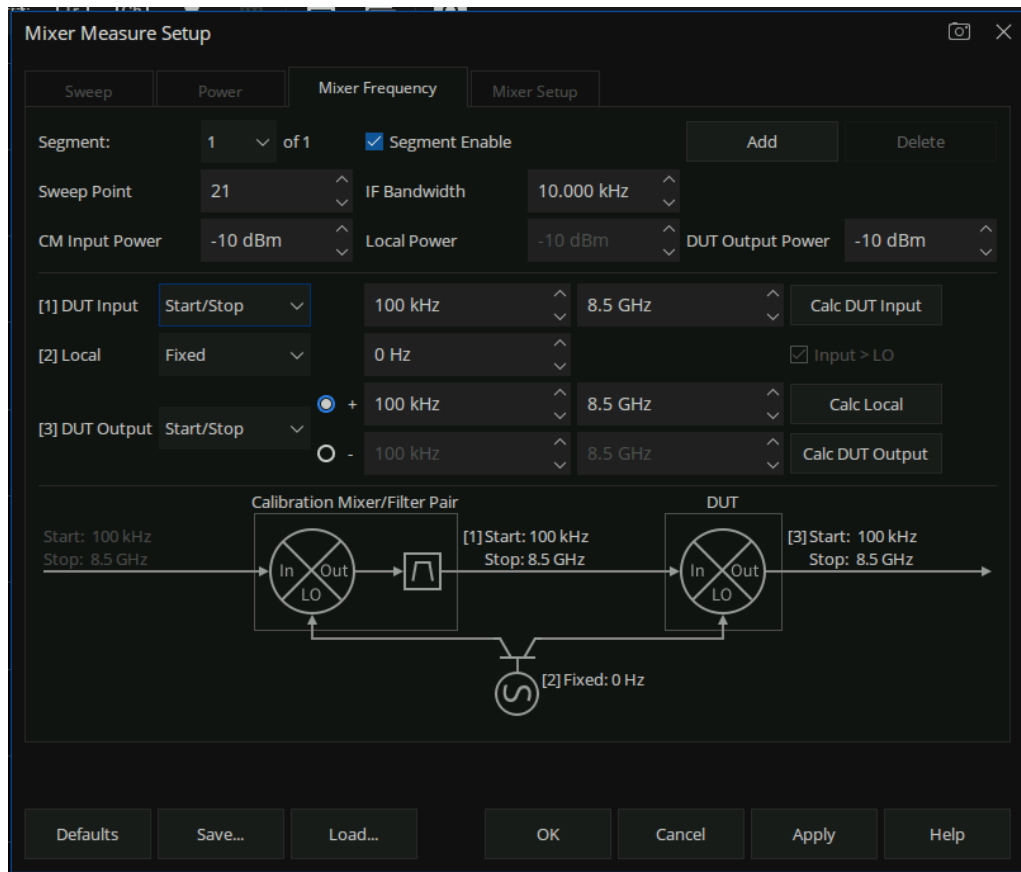 Mixer Measure Setup
Sweep Power Mixer Frequency Mixer Setup
Segment: 1 of 1 Segment Enable Add Delete
Sweep Point 21 IF Bandwidth 10.000 kHz
CM Input Power -10 dBm Local Power -10 dBm DUT Output Power -10 dBm
[1] DUT Input Start/Stop 100 kHz 8.5 GHz Calc DUT Input
[2] Local Fixed 0 Hz Input > LO
+ 100 kHz 8.5 GHz Calc Local
[3] DUT Output Start/Stop
- 100 kHz 8.5 GHz Calc DUT Output
Calibration Mixer/Filter Pair DUT
Start: 100 kHz [1] Start: 100 kHz [3] Start: 100 kHz
Stop: 8.5 GHz Stop: 8.5 GHz Stop: 8.5 GHz
In Out In Out
LO LO
[2] Fixed: 0 Hz
Defaults Save... Load... OK Cancel Apply Help